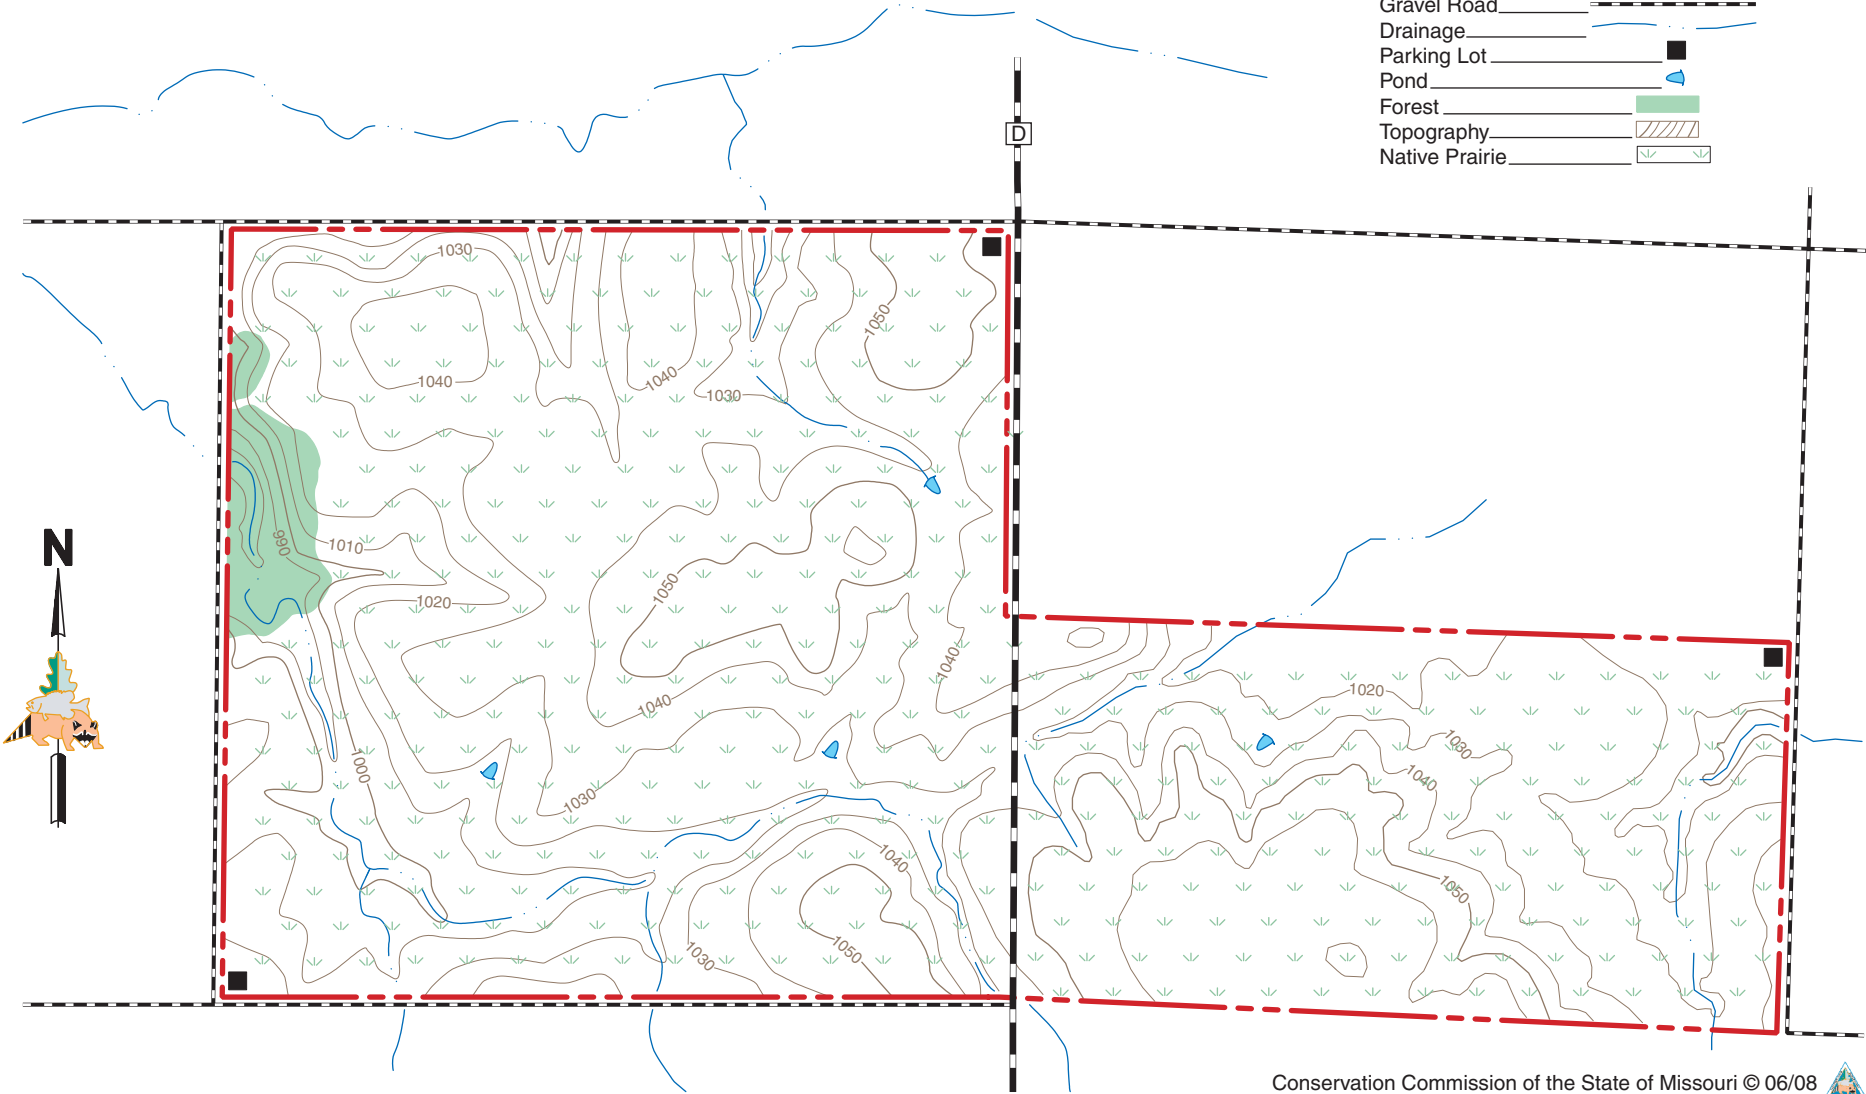 Gravel Road
Drainage
Parking Lot
Pond
Forest
Topography
Native Prairie
D
1030
1050
1040
1040
1030
N
990
1010
1020
1050
1040
1040
1020
1030
1040
1000
1030
1040
1050
1050
1030
Conservation Commission of the State of Missouri © 06/08